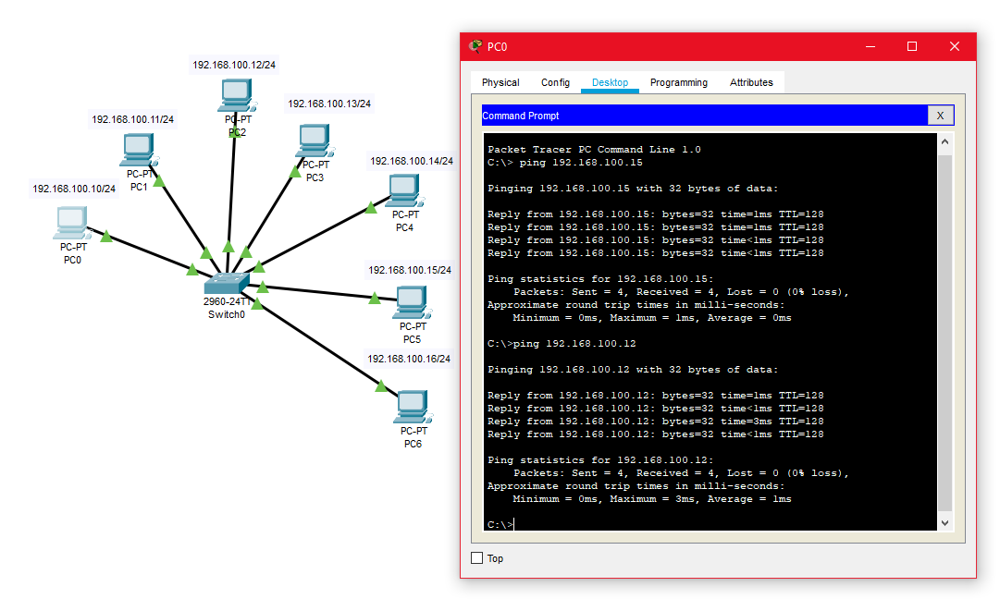 192.168.100.12/24
PC-PT
PC2
192.168.100.13/24
PC-PT
PC3
192.168.100.11/24
PC-PT
PC1
192.168.100.14/24
PC-PT
PC4
192.168.100.10/24
PC-PT
PC0
192.168.100.15/24
PC-PT
PC5
2960-24TT
Switch0
192.168.100.16/24
PC-PT
PC6
PC0
Physical Config Desktop Programming Attributes
Command Prompt X
Packet Tracer PC Command Line 1.0
C:\> ping 192.168.100.15
Pinging 192.168.100.15 with 32 bytes of data:
Reply from 192.168.100.15: bytes=32 time=1ms TTL=128
Reply from 192.168.100.15: bytes=32 time<1ms TTL=128
Reply from 192.168.100.15: bytes=32 time<1ms TTL=128
Reply from 192.168.100.15: bytes=32 time<1ms TTL=128
Ping statistics for 192.168.100.15:
Packets: Sent = 4, Received = 4, Lost = 0 (0% loss),
Approximate round trip times in milli-seconds:
Minimum = 0ms, Maximum = 1ms, Average = 0ms
C:\>ping 192.168.100.12
Pinging 192.168.100.12 with 32 bytes of data:
Reply from 192.168.100.12: bytes=32 time=1ms TTL=128
Reply from 192.168.100.12: bytes=32 time<1ms TTL=128
Reply from 192.168.100.12: bytes=32 time=3ms TTL=128
Reply from 192.168.100.12: bytes=32 time<1ms TTL=128
Ping statistics for 192.168.100.12:
Packets: Sent = 4, Received = 4, Lost = 0 (0% loss),
Approximate round trip times in milli-seconds:
Minimum = 0ms, Maximum = 3ms, Average = 1ms
C:\>
Top